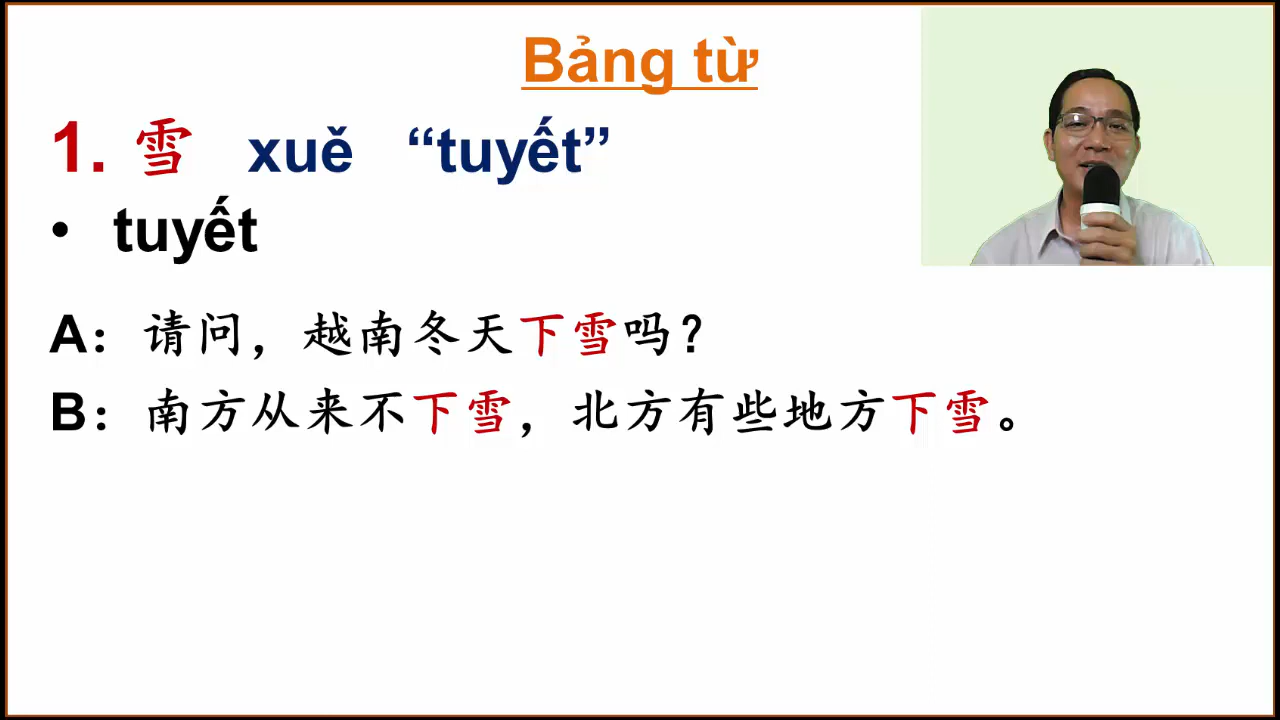 Bảng từ
1. 雪 xuě “tuyết”
• tuyết
A：请问，越南冬天下雪吗？
B：南方从来不下雪，北方有些地方下雪。